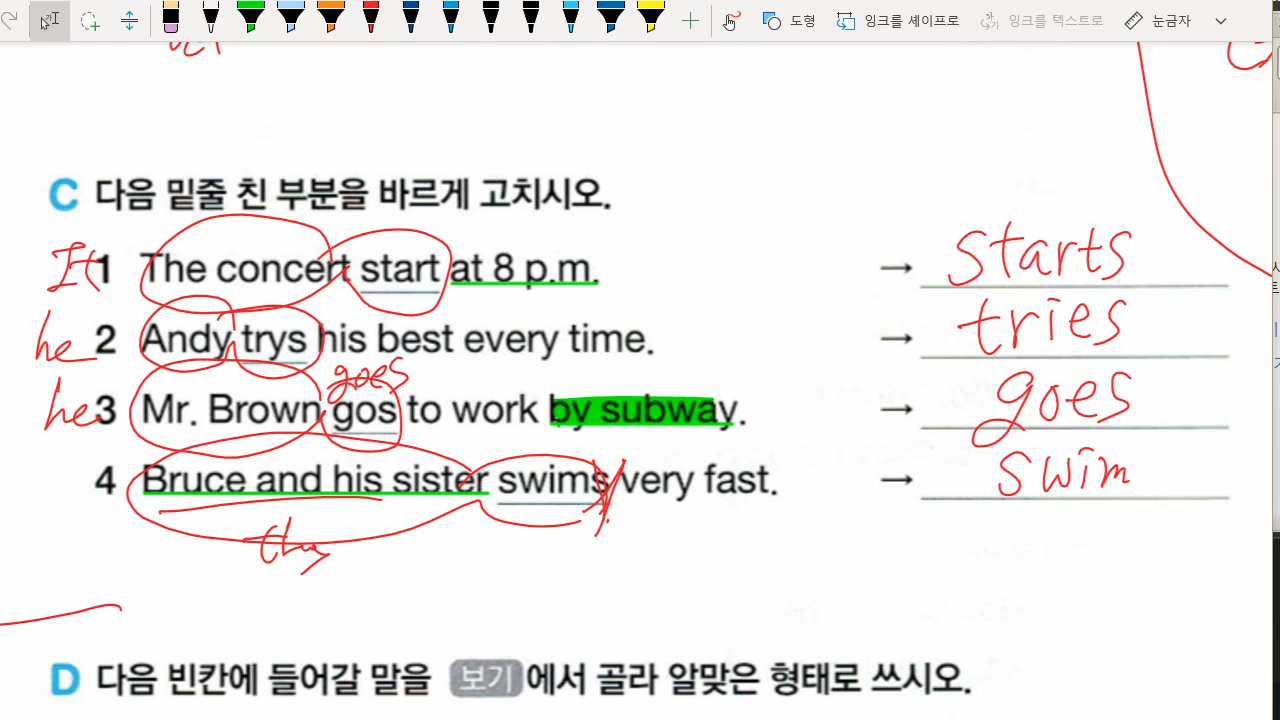 도형 잉크를 셰이프로 잉크를 텍스트로 눈금자
C 다음 밑줄 친 부분을 바르게 고치시오.
It 1 The concert start at 8 p.m. → starts
he 2 Andy trys his best every time. → tries
goes
he 3 Mr. Brown gos to work by subway. → goes
4 Bruce and his sister swims very fast. → swim
they
D 다음 빈칸에 들어갈 말을 보기 에서 골라 알맞은 형태로 쓰시오.